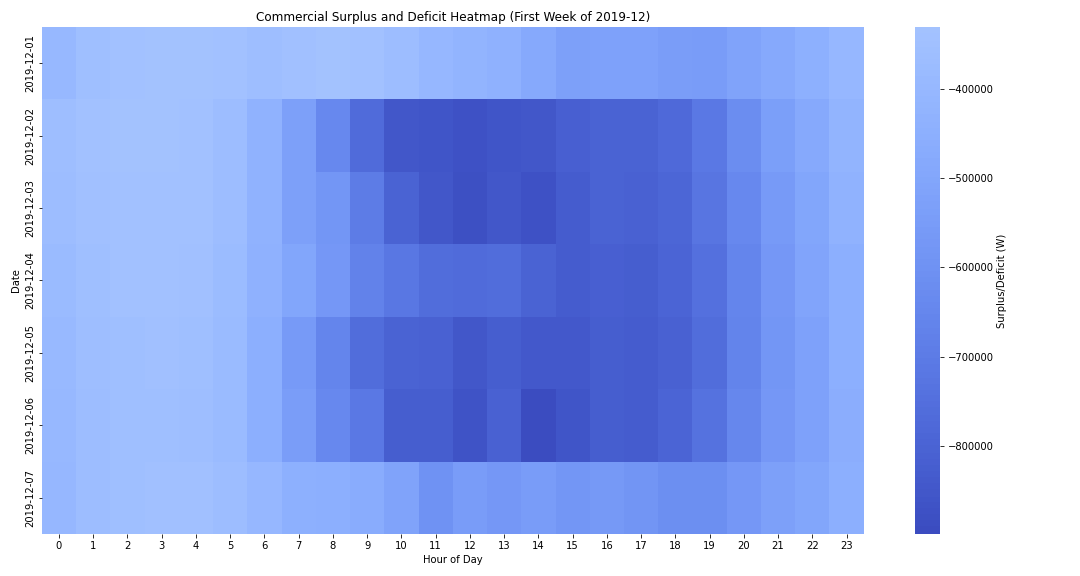 Commercial Surplus and Deficit Heatmap (First Week of 2019-12)
Date
2019-12-01
2019-12-02
2019-12-03
2019-12-04
2019-12-05
2019-12-06
2019-12-07
0 1 2 3 4 5 6 7 8 9 10 11 12 13 14 15 16 17 18 19 20 21 22 23
Hour of Day
−400000
−500000
−600000
−700000
−800000
Surplus/Deficit (W)